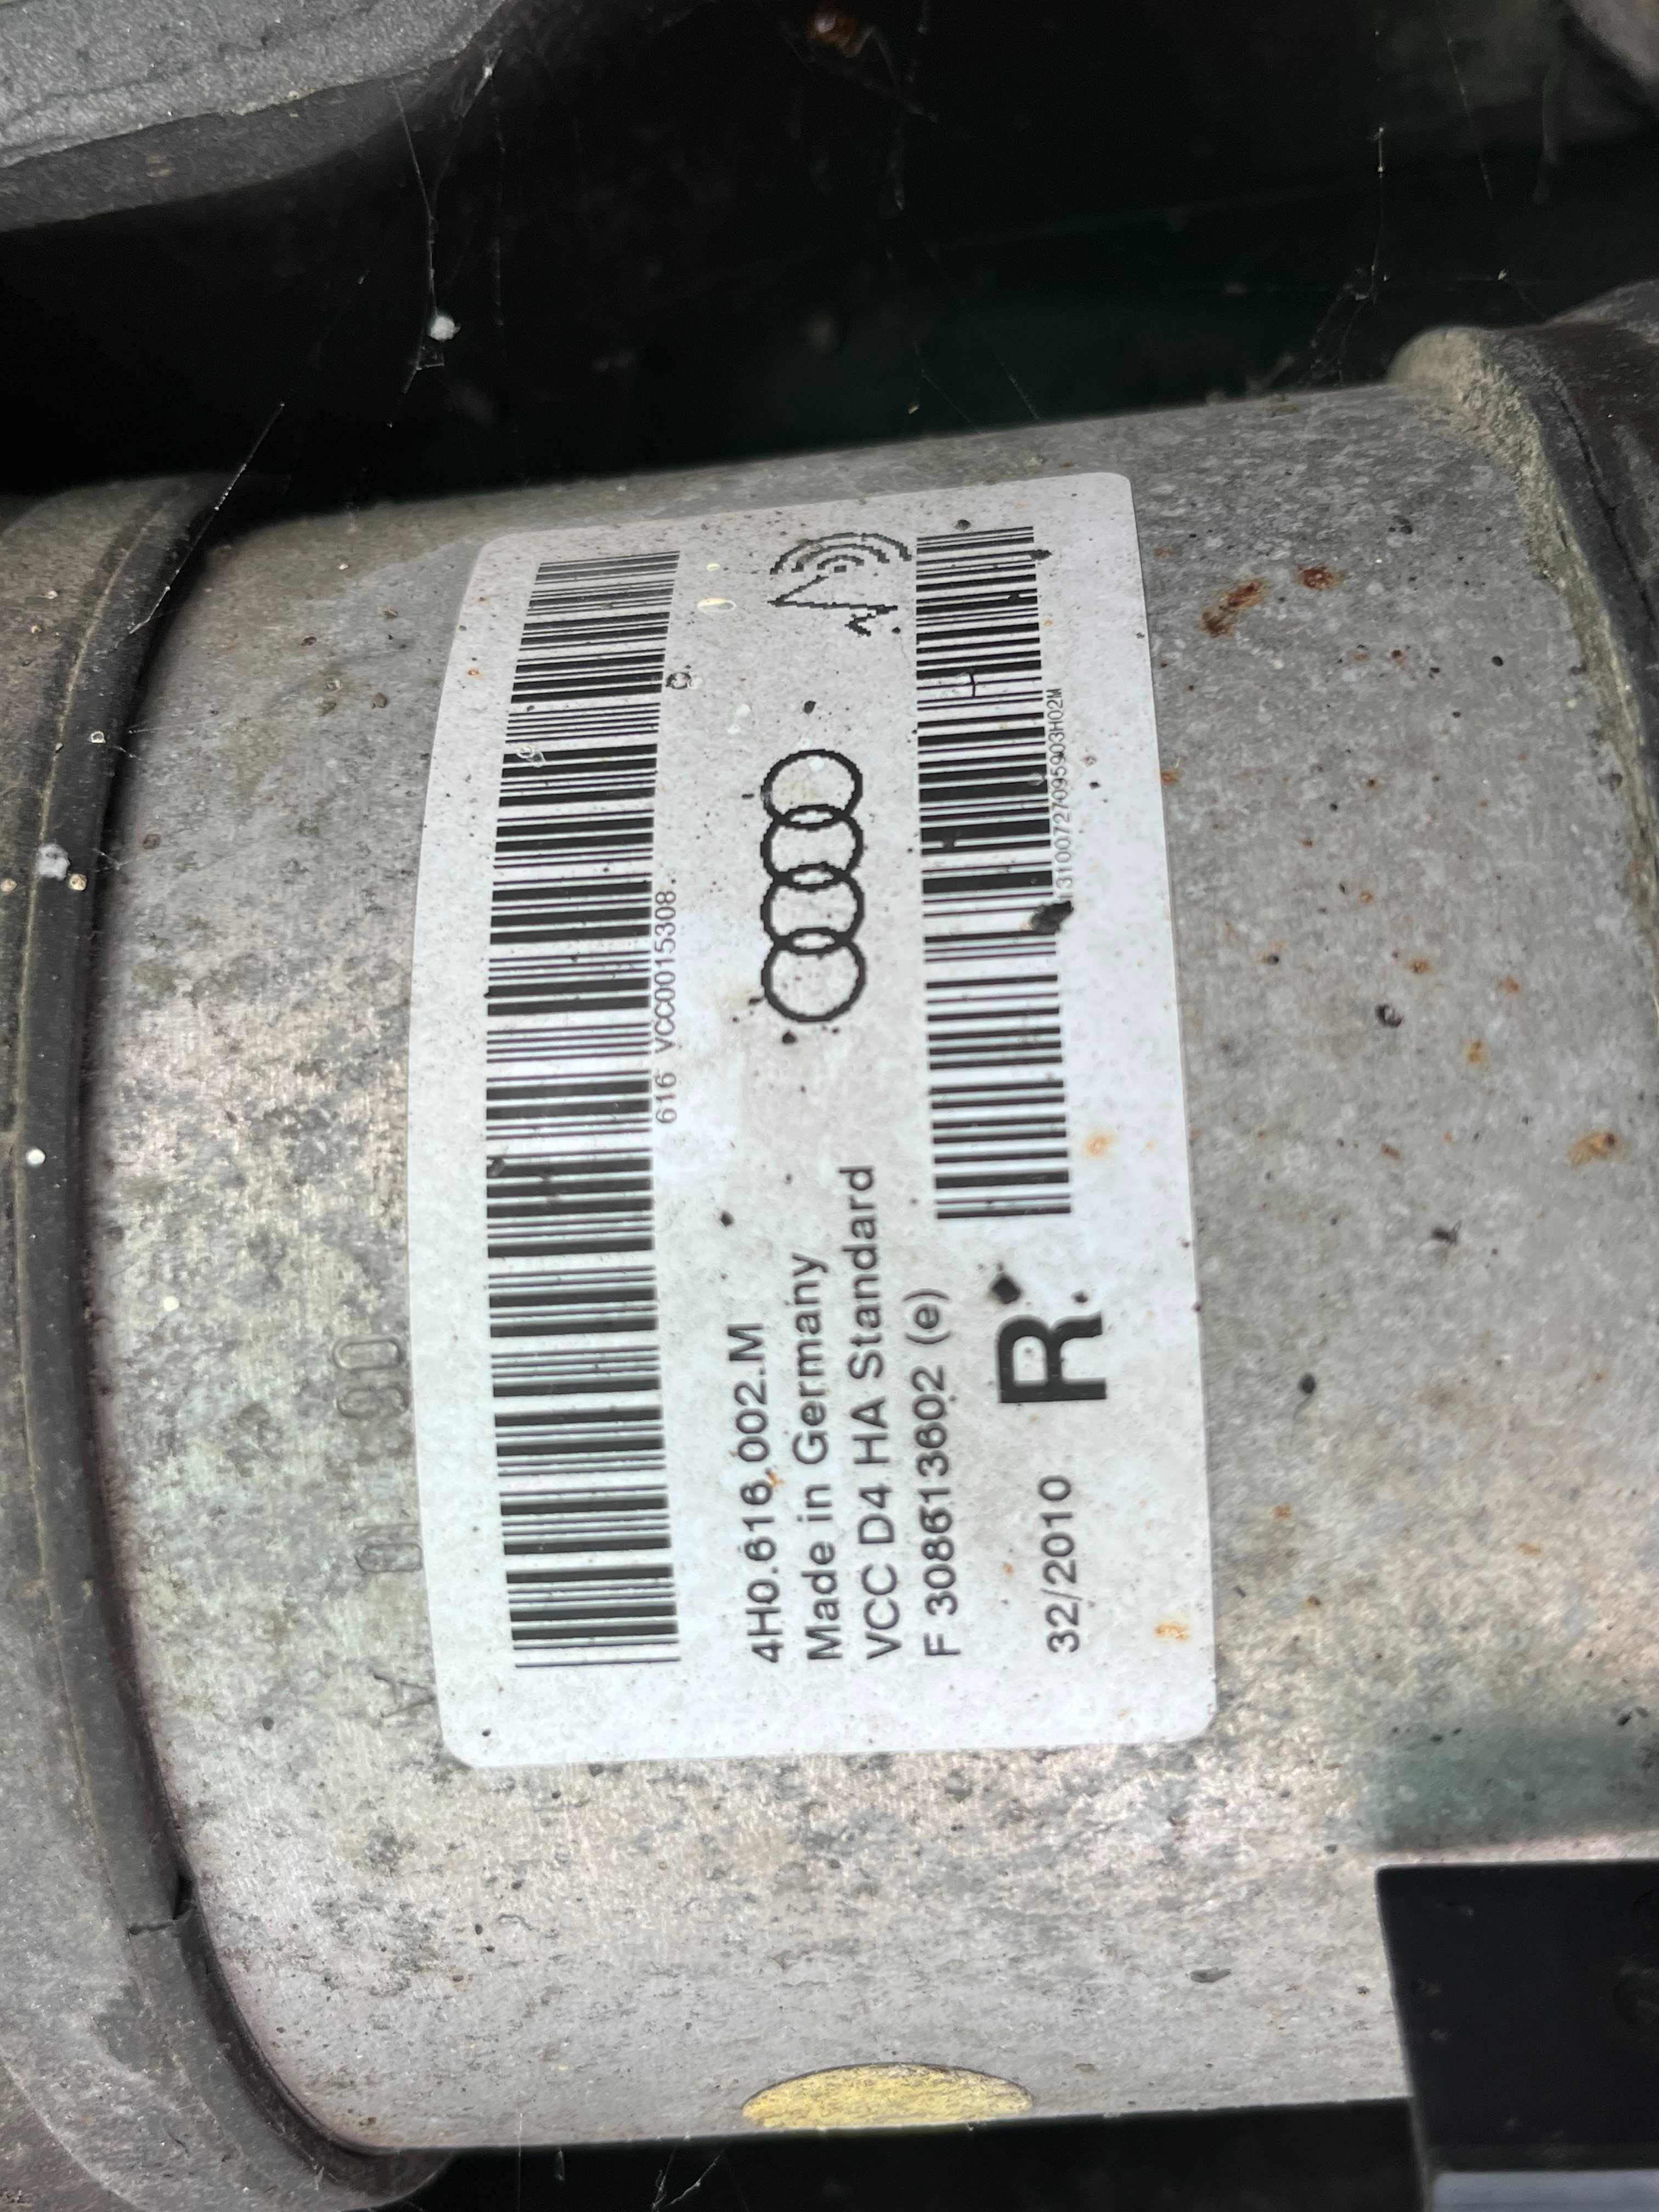 616 VCC0015308.
4H0.616.002.M
Made in Germany
VCC D4 HA Standard
F 308613602 (e)
32/2010
R.